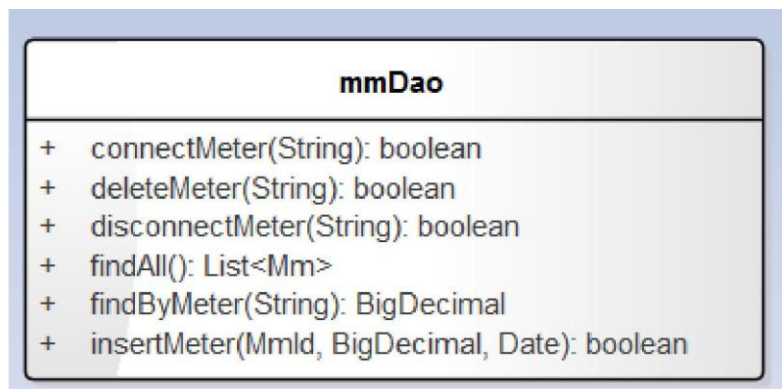 mmDao
+ connectMeter(String): boolean
+ deleteMeter(String): boolean
+ disconnectMeter(String): boolean
+ findAll(): List<Mm>
+ findByMeter(String): BigDecimal
+ insertMeter(MmId, BigDecimal, Date): boolean